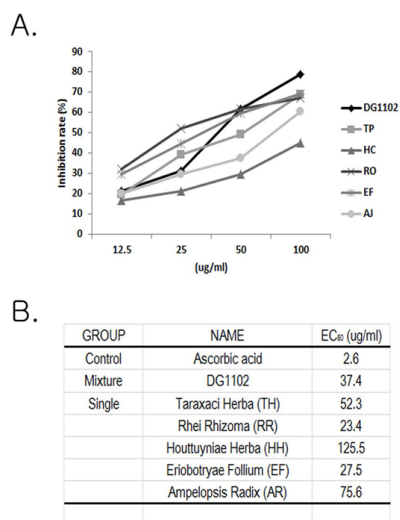 A.
90
80
70
60
50
40
30
20
10
0
Inhibition rate (%)
12.5 25 50 100
(ug/ml)
DG1102
TP
HC
RO
EF
AJ
B.
GROUP NAME EC₅₀ (ug/ml)
Control Ascorbic acid 2.6
Mixture DG1102 37.4
Single Taraxaci Herba (TH) 52.3
Rhei Rhizoma (RR) 23.4
Houttuyniae Herba (HH) 125.5
Eriobotryae Follium (EF) 27.5
Ampelopsis Radix (AR) 75.6